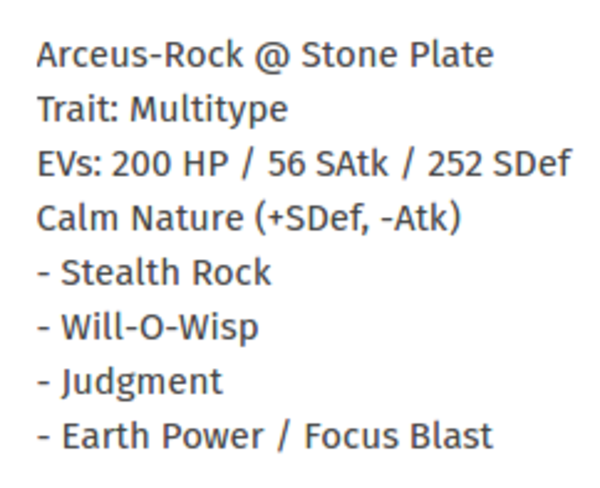 Arceus-Rock @ Stone Plate
Trait: Multitype
EVs: 200 HP / 56 SAtk / 252 SDef
Calm Nature (+SDef, -Atk)
- Stealth Rock
- Will-O-Wisp
- Judgment
- Earth Power / Focus Blast